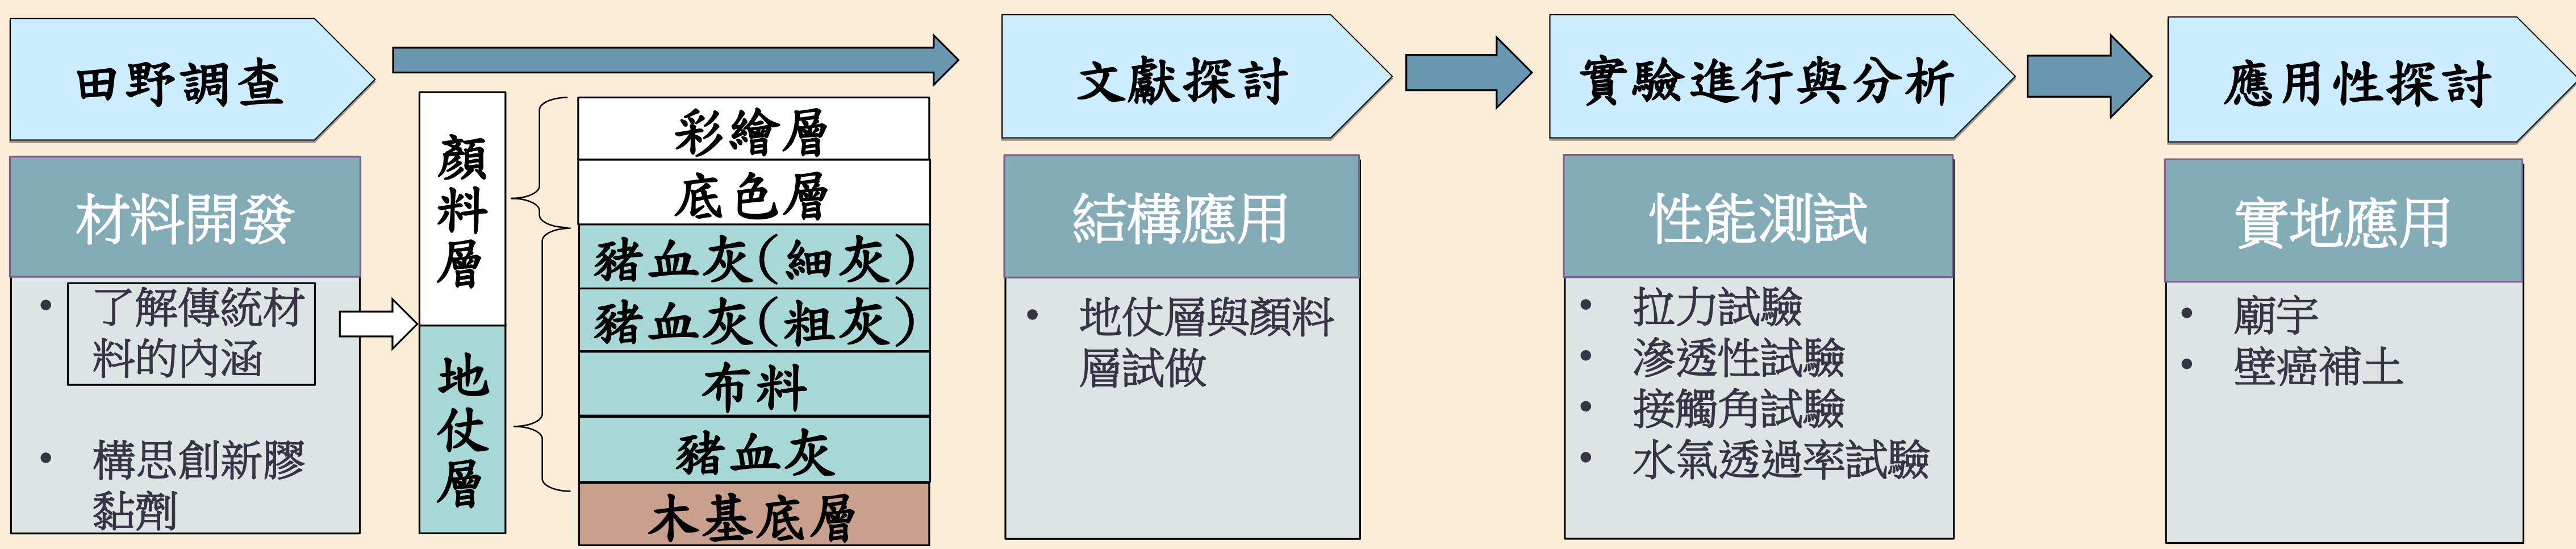 田野調查
材料開發
• 了解傳統材
料的內涵
• 構思創新膠
黏劑
顏料層
地仗層
彩繪層
底色層
豬血灰(細灰)
豬血灰(粗灰)
布料
豬血灰
木基底層
文獻探討
結構應用
• 地仗層與顏料
層試做
實驗進行與分析
性能測試
• 拉力試驗
• 滲透性試驗
• 接觸角試驗
• 水氣透過率試驗
應用性探討
實地應用
• 廟宇
• 壁癌補土